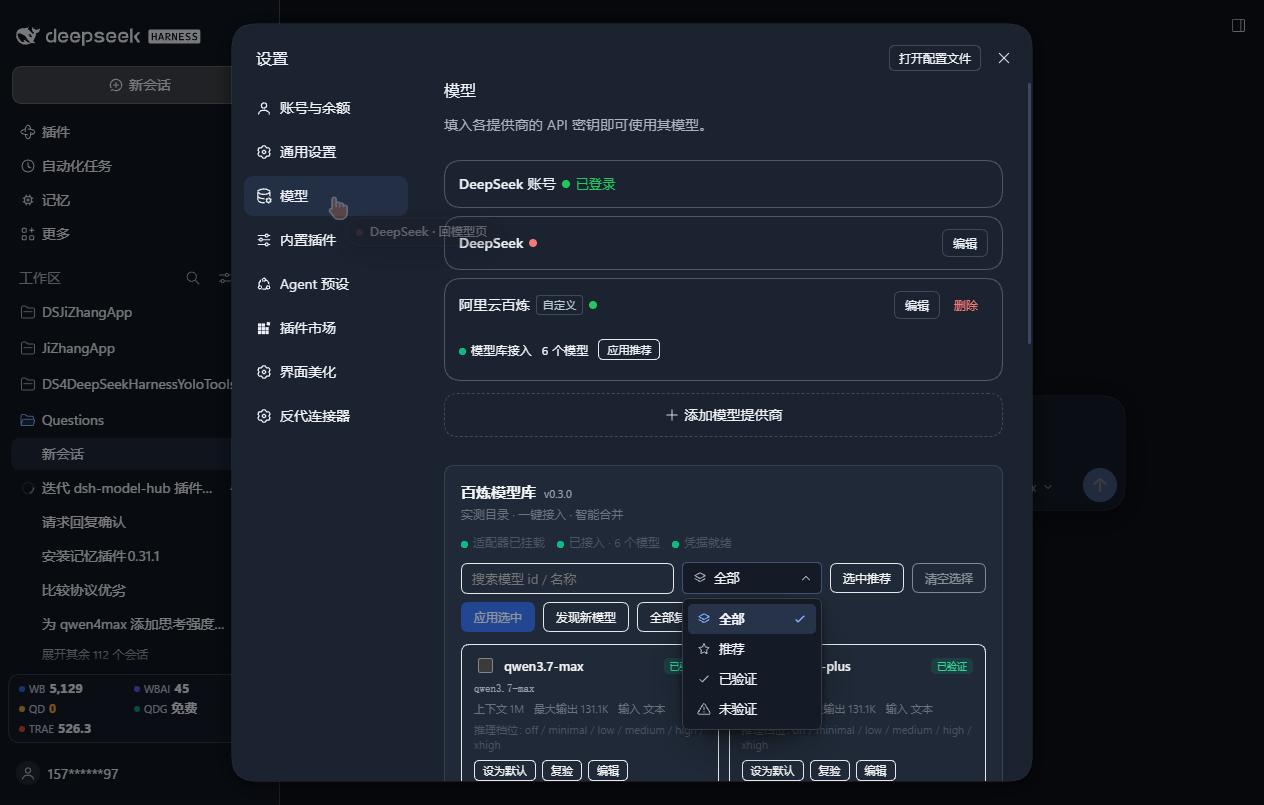 deepseek HARNESS
新会话
插件
自动化任务
记忆
更多
工作区
DSJiZhangApp
JiZhangApp
DS4DeepSeekHarnessYoloTools
Questions
新会话
迭代 dsh-model-hub 插件...
请求回复确认
安装记忆插件0.31.1
比较协议优劣
为 qwen4max 添加思考强度...
展开其余 112 个会话
WB 5,129
WBAI 45
QD 0
QDG 免费
TRAE 526.3
157******97
设置
打开配置文件
账号与余额
通用设置
模型
内置插件
Agent 预设
插件市场
界面美化
反代连接器
DeepSeek · 回模型页
模型
填入各提供商的 API 密钥即可使用其模型。
DeepSeek 账号 已登录
DeepSeek
编辑
阿里云百炼 自定义
编辑 删除
模型库接入 6 个模型 应用推荐
添加模型提供商
百炼模型库 v0.3.0
实测目录 · 一键接入 · 智能合并
适配器已挂载 已接入 · 6 个模型 凭据就绪
搜索模型 id / 名称
全部
选中推荐
清空选择
应用选中
发现新模型
全部
全部
推荐
已验证
未验证
qwen3.7-max
qwen3.7-max
上下文 1M 最大输出 131.1K 输入 文本
推理档位: off / minimal / low / medium / high /
xhigh
设为默认 复验 编辑
-plus 已验证
输出 131.1K 输入 文本
推理档位: off / minimal / low / medium / high /
xhigh
设为默认 复验 编辑